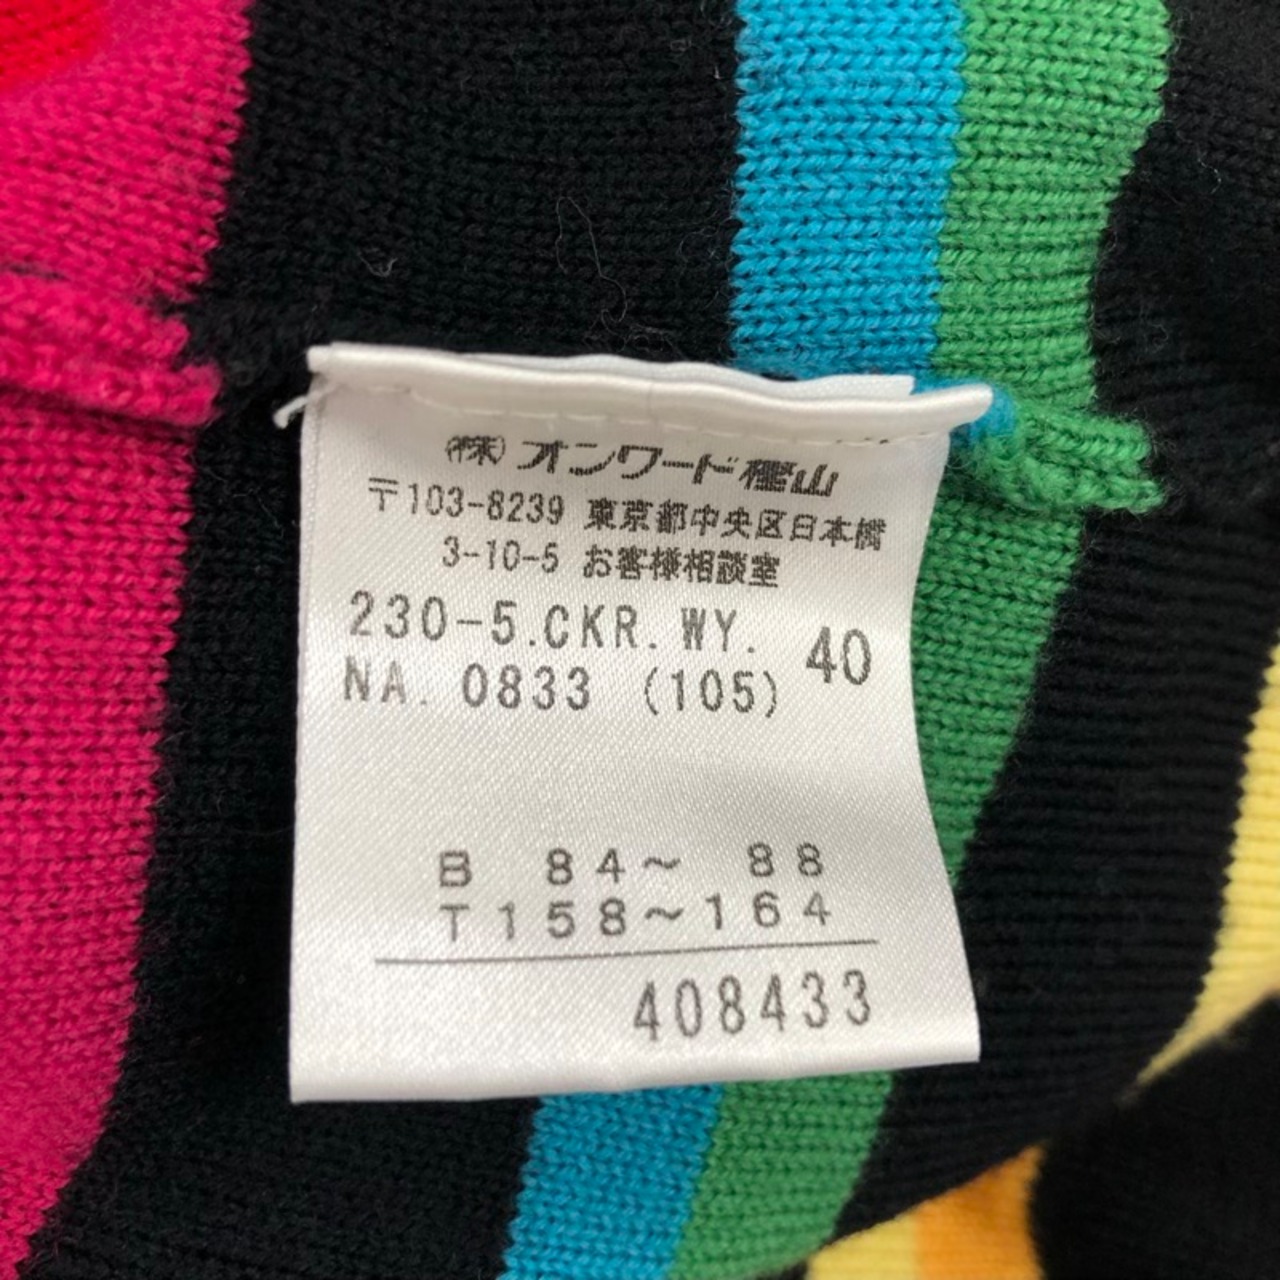 ㈱オンワード樫山
〒103-8239 東京都中央区日本橋
3-10-5 お客様相談室
230-5.CKR.WY. 40
NA. 0833 (105)
B 84～ 88
T158～164
408433